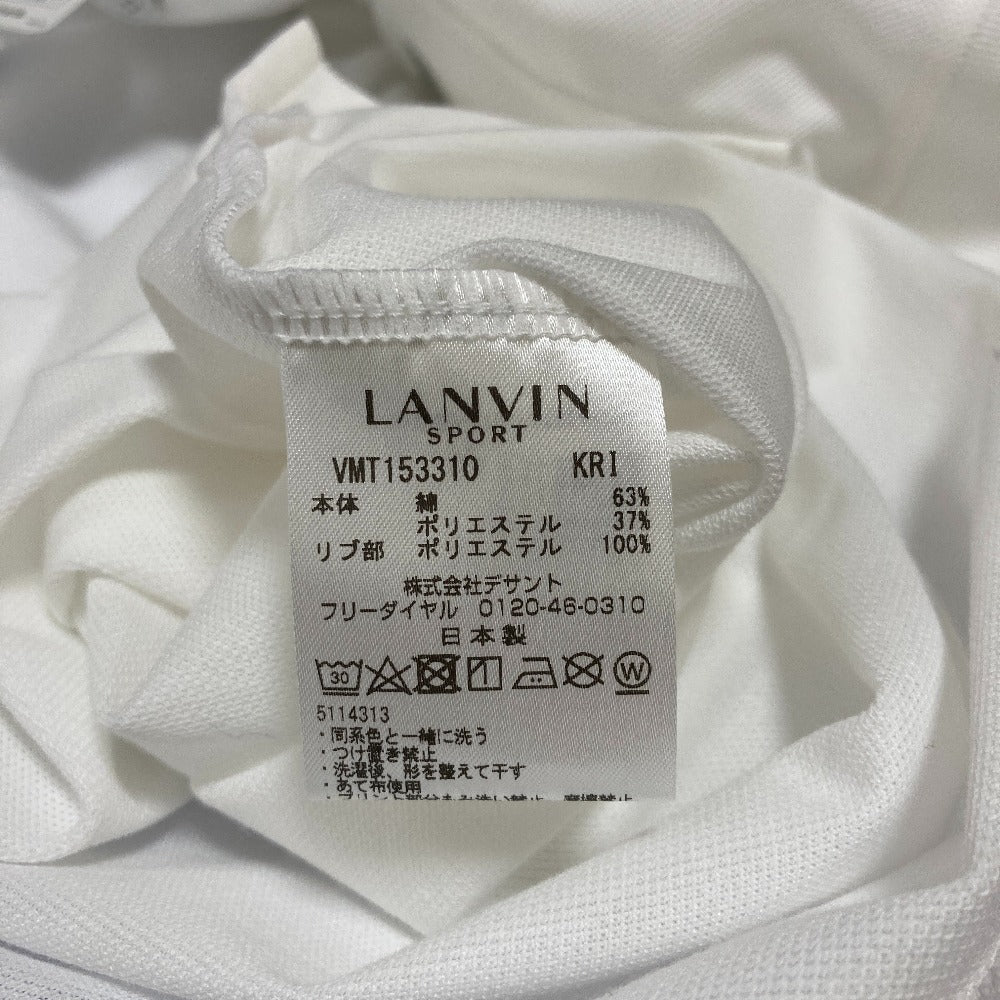 LANVIN
SPORT
VMT153310 KRI
本体 綿 63%
ポリエステル 37%
リブ部 ポリエステル 100%
株式会社デサント
フリーダイヤル 0120-46-0310
日本製
30 W
5114313
・同系色と一緒に洗う
・つけ置き禁止
・洗濯後、形を整えて干す
・あて布使用